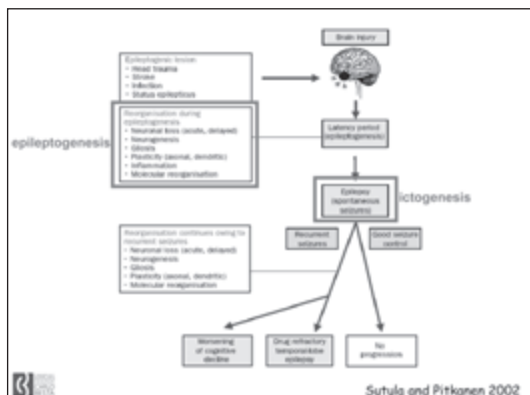 Brain injury
Epileptogenic lesion
• Head trauma
• Stroke
• Infection
• Status epilepticus
Reorganisation during
epileptogenesis
• Neuronal loss (acute, delayed)
• Neurogenesis
• Gliosis
• Plasticity (axonal, dendritic)
• Inflammation
• Molecular reorganisation
epileptogenesis
Latency period
(epileptogenesis)
Epilepsy
(spontaneous
seizures)
ictogenesis
Recurrent
seizures
Good seizure
control
Reorganisation continues owing to
recurrent seizures
• Neuronal loss (acute, delayed)
• Neurogenesis
• Gliosis
• Plasticity (axonal, dendritic)
• Molecular reorganisation
Worsening
of cognitive
decline
Drug refractory
temporal-lobe
epilepsy
No
progression
Sutula and Pitkanen 2002